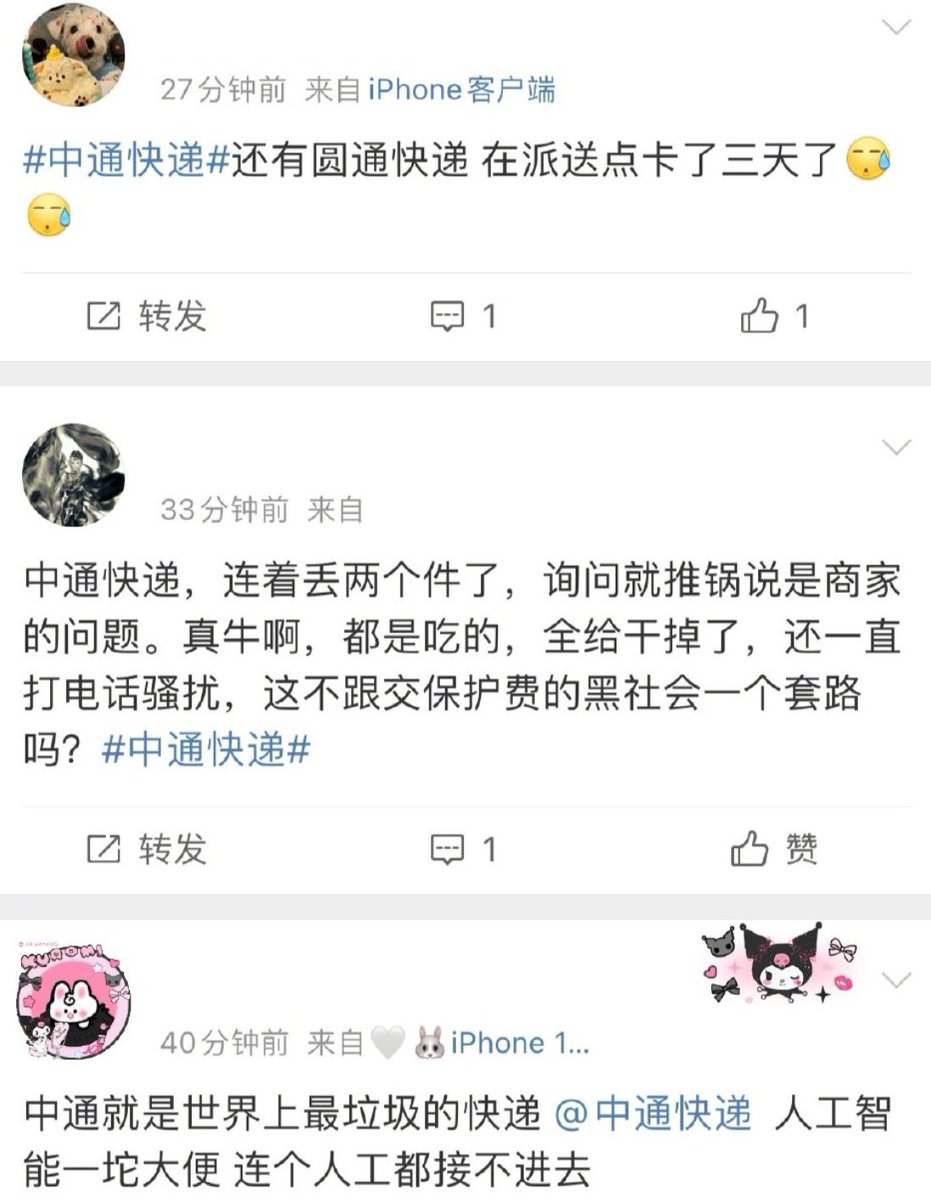 27分钟前 来自 iPhone客户端
#中通快递#还有圆通快递 在派送点卡了三天了
转发 1 1
33分钟前 来自
中通快递，连着丢两个件了，询问就推锅说是商家
的问题。真牛啊，都是吃的，全给干掉了，还一直
打电话骚扰，这不跟交保护费的黑社会一个套路
吗？#中通快递#
转发 1 赞
KUROMI
40分钟前 来自🤍🐰iPhone 1...
中通就是世界上最垃圾的快递 @中通快递 人工智
能一坨大便 连个人工都接不进去